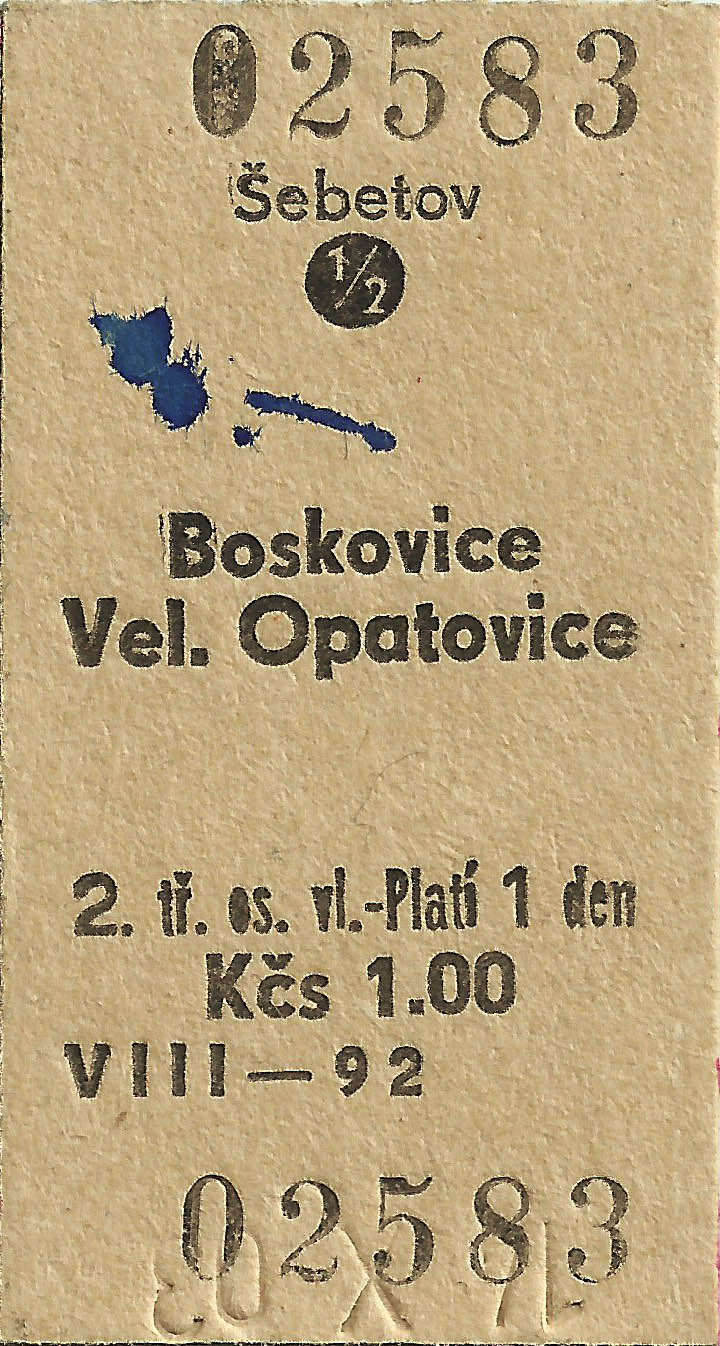 02583
Šebetov
1/2
Boskovice
Vel. Opatovice
2. tř. os. vl.-Platí 1 den
Kčs 1.00
VIII—92
02583